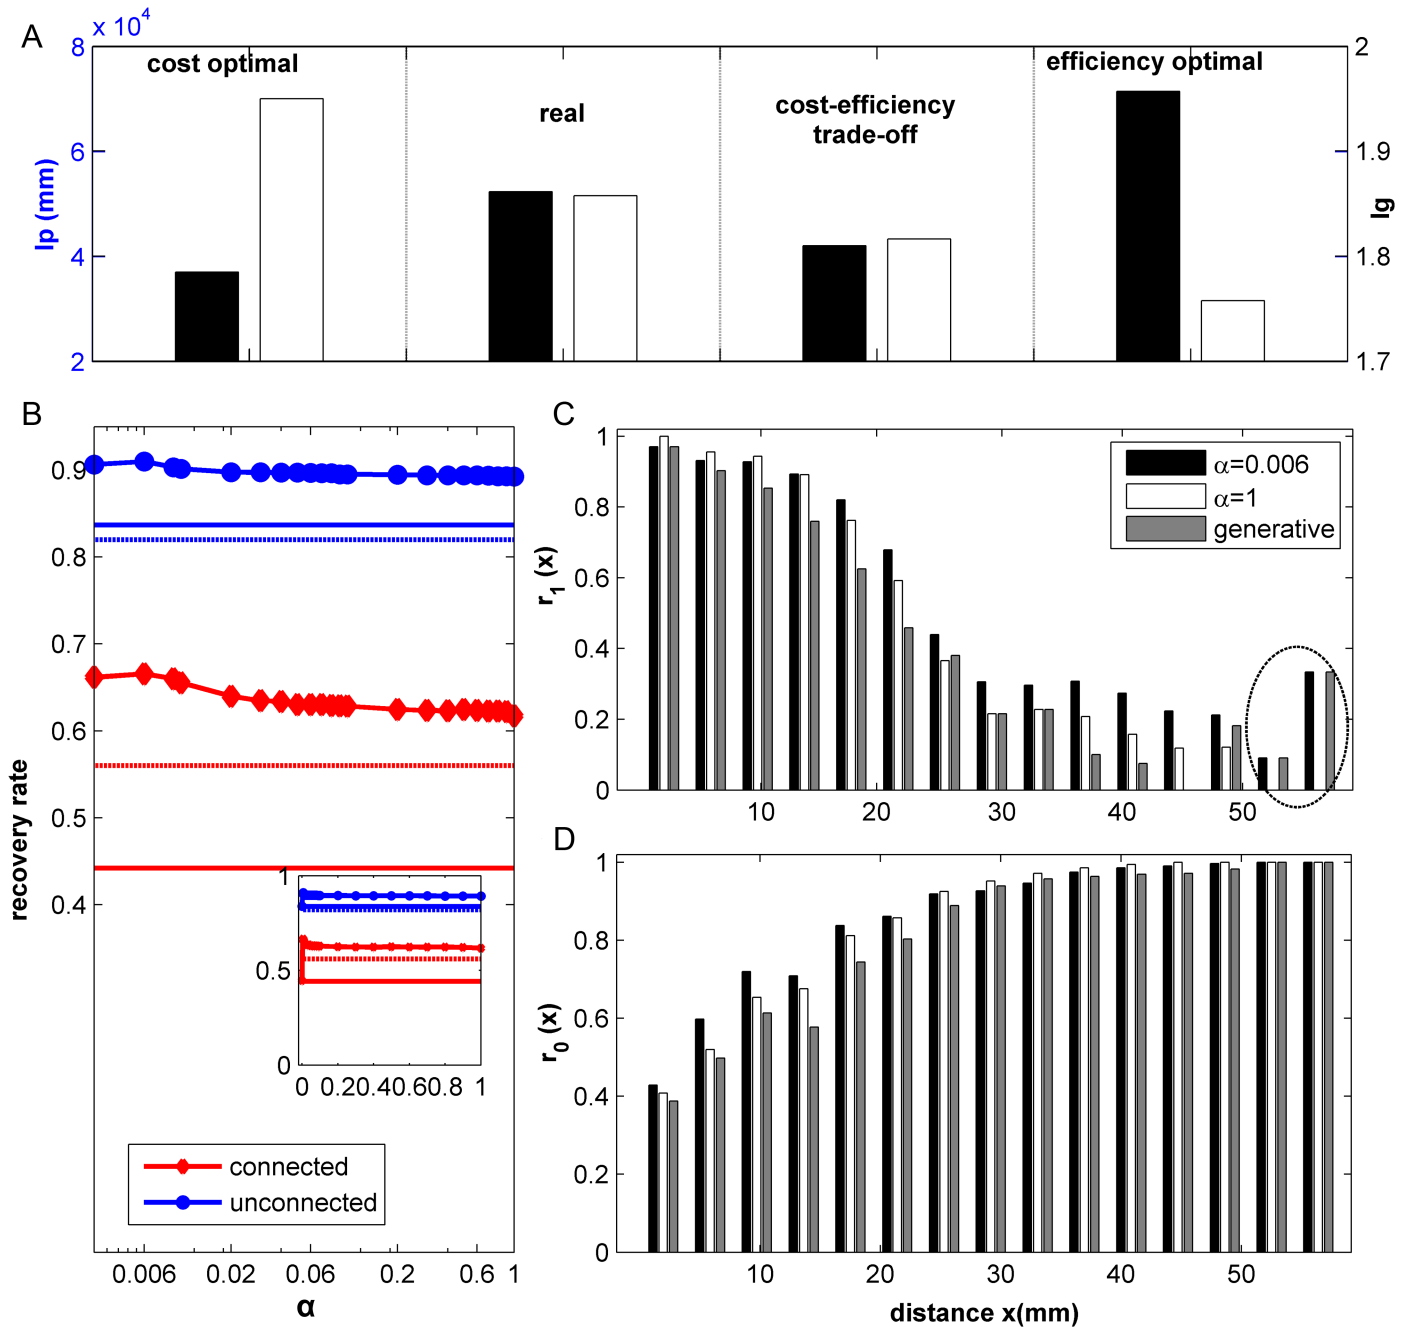 A
x 10^4
8
6
4
2
lp (mm)
cost optimal
real
cost-efficiency
trade-off
efficiency optimal
2
1.9
1.8
1.7
lg
B
0.9
0.8
0.7
0.6
0.5
0.4
recovery rate
1
0.5
0
0 0.20.40.60.8 1
connected
unconnected
0.006 0.02 0.06 0.2 0.6 1
α
C
1
0.8
0.6
0.4
0.2
0
r_1 (x)
α=0.006
α=1
generative
10 20 30 40 50
D
1
0.8
0.6
0.4
0.2
0
r_0 (x)
10 20 30 40 50
distance x(mm)